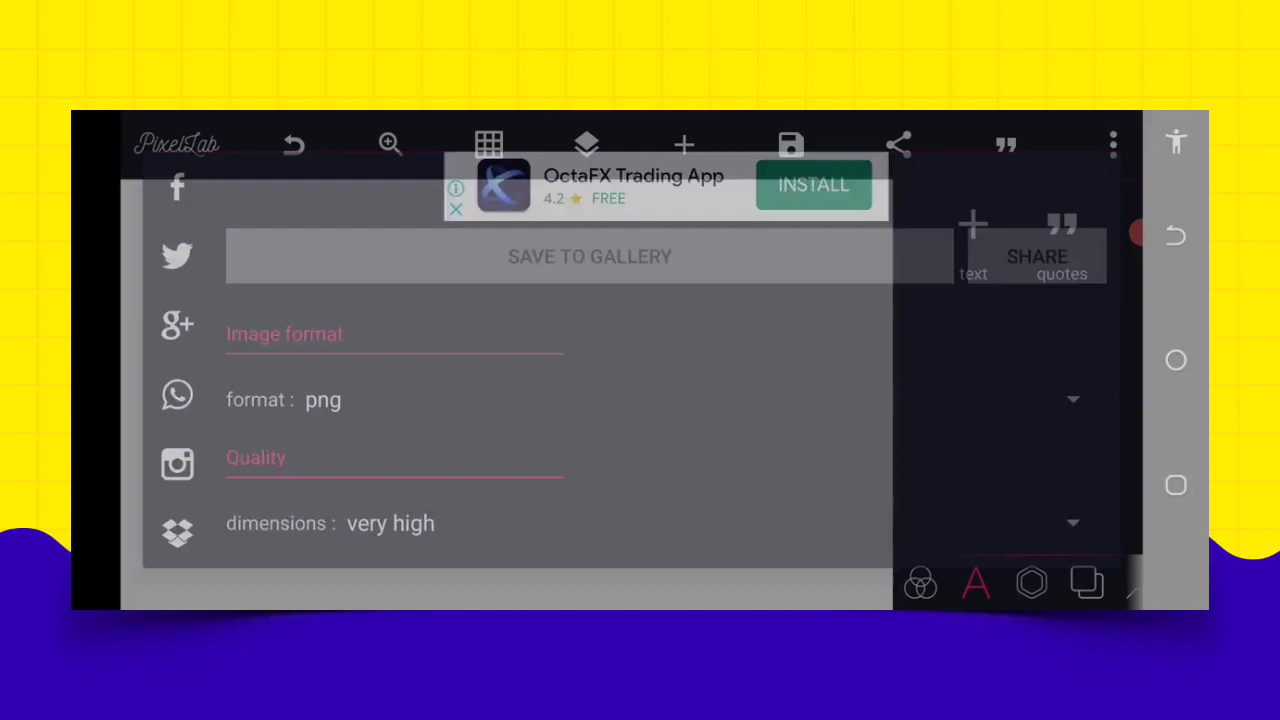 PixelLab
OctaFX Trading App
4.2 FREE
INSTALL
SAVE TO GALLERY
SHARE
text
quotes
Image format
format : png
Quality
dimensions : very high